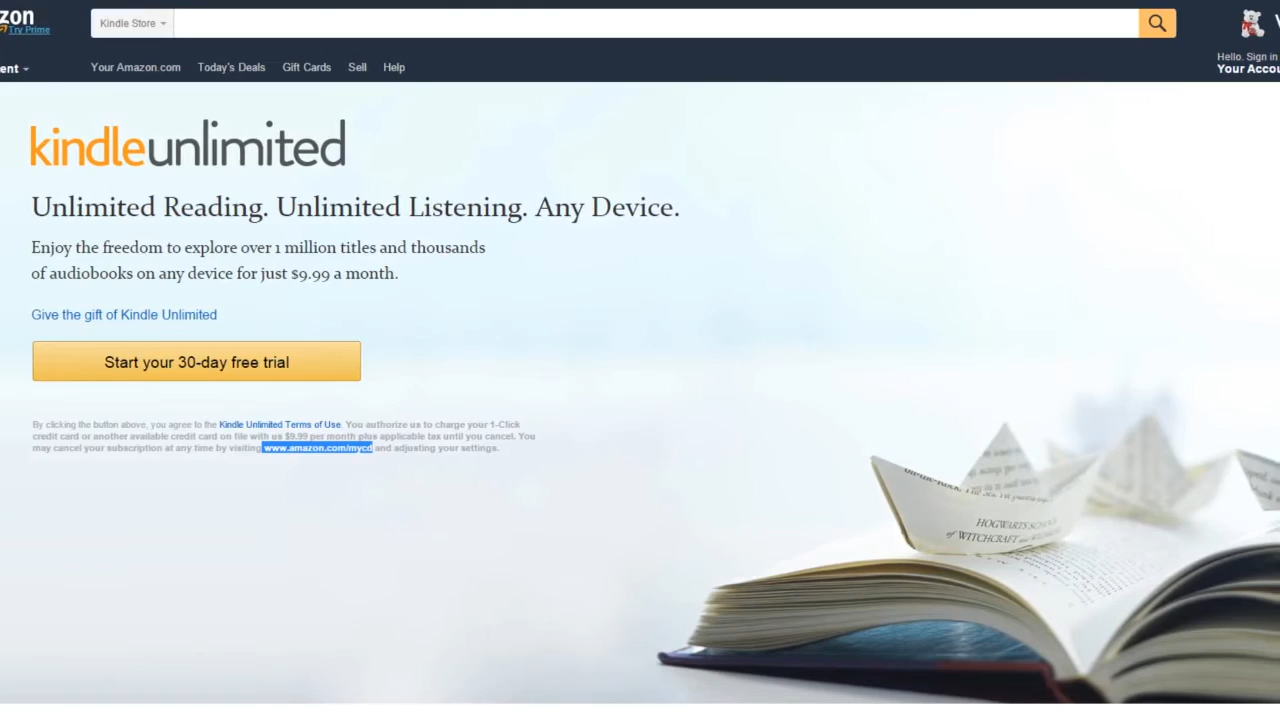 zon
Try Prime
Kindle Store
Hello. Sign in
ent
Your Amazon.com Today's Deals Gift Cards Sell Help
Your Accou
kindleunlimited
Unlimited Reading. Unlimited Listening. Any Device.
Enjoy the freedom to explore over 1 million titles and thousands
of audiobooks on any device for just $9.99 a month.
Give the gift of Kindle Unlimited
Start your 30-day free trial
By clicking the button above, you agree to the Kindle Unlimited Terms of Use. You authorize us to charge your 1-Click
credit card or another available credit card on file with us $9.99 per month plus applicable tax until you cancel. You
may cancel your subscription at any time by visiting www.amazon.com/mycd and adjusting your settings.
HOGWARTS SCHO
of WITCHCRAFT